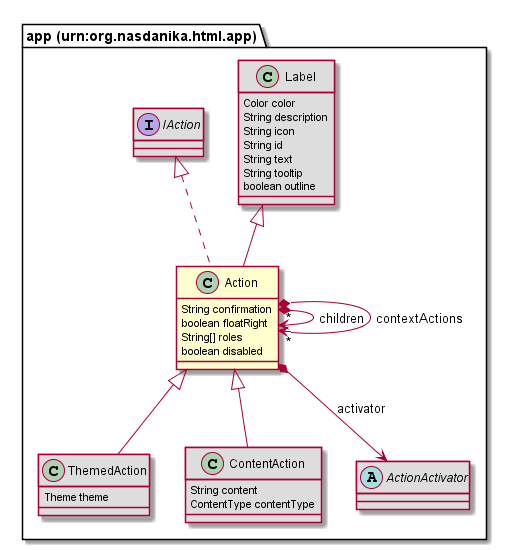 app (urn:org.nasdanika.html.app)
C Label
Color color
String description
String icon
String id
String text
String tooltip
boolean outline
I IAction
C Action
String confirmation
boolean floatRight
String[] roles
boolean disabled
*
children
contextActions
*
activator
C ThemedAction
Theme theme
C ContentAction
String content
ContentType contentType
A ActionActivator